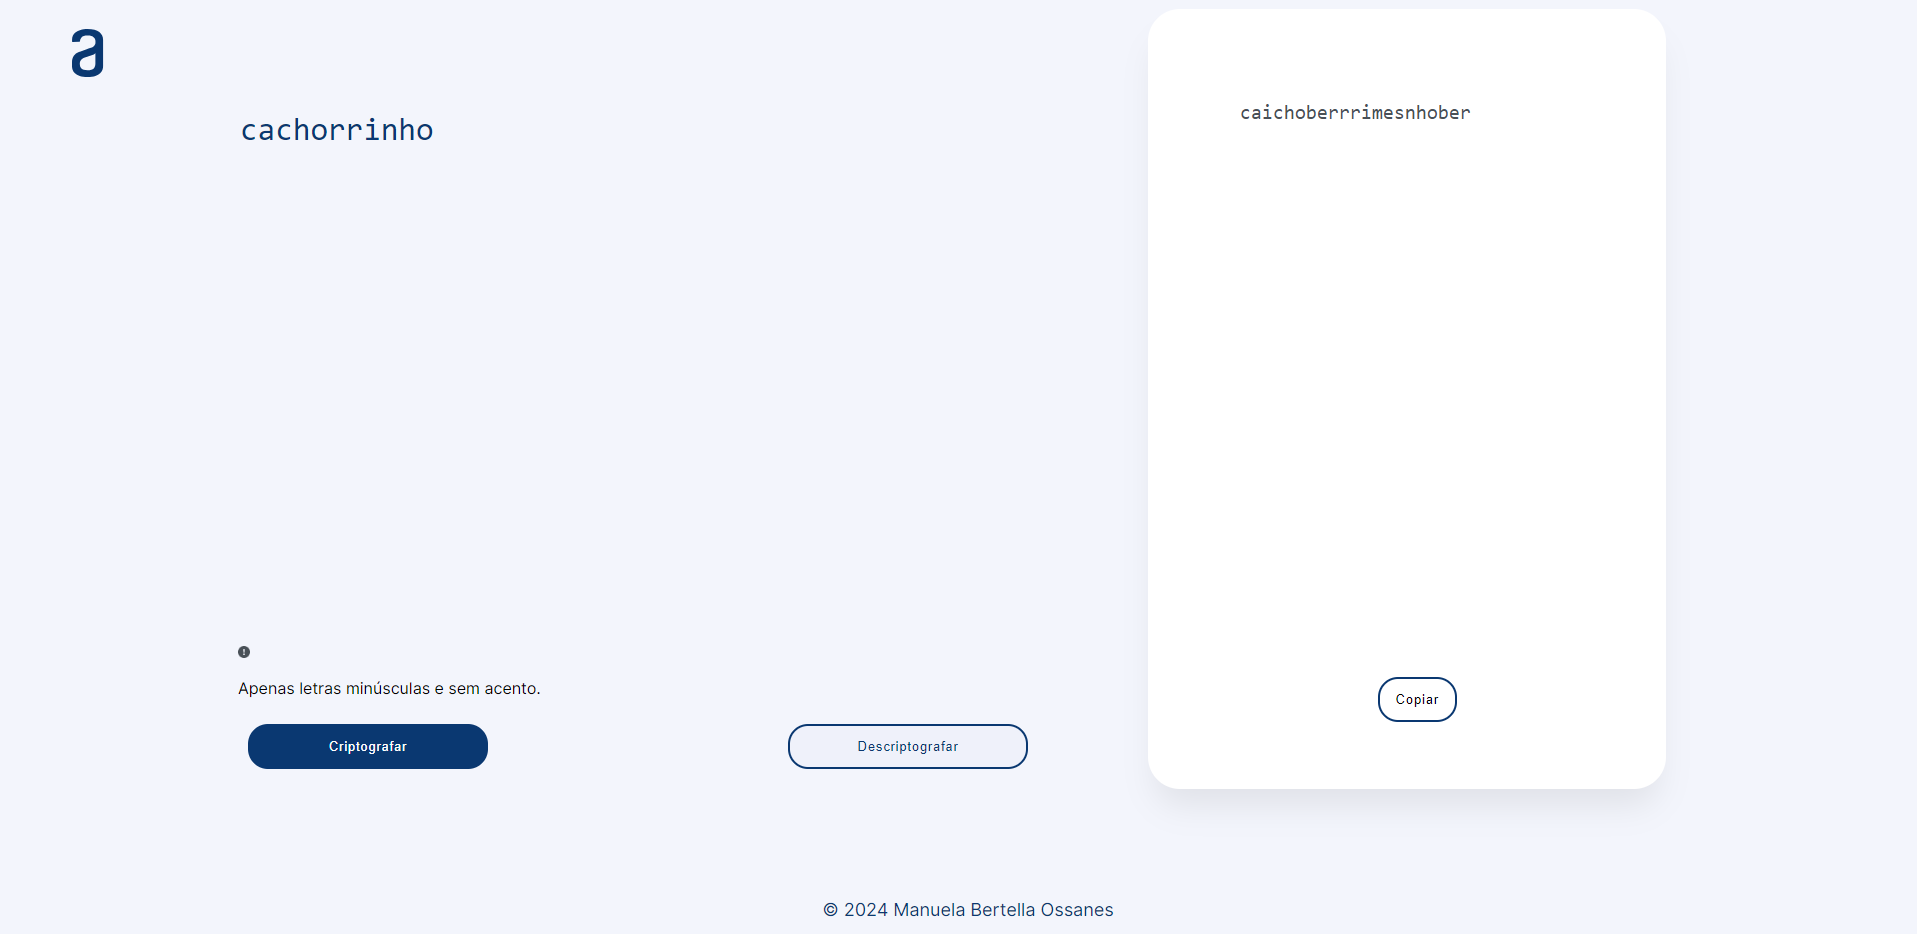 a
cachorrinho
caichoberrrimesnhober
Apenas letras minúsculas e sem acento.
Criptografar
Descriptografar
Copiar
© 2024 Manuela Bertella Ossanes